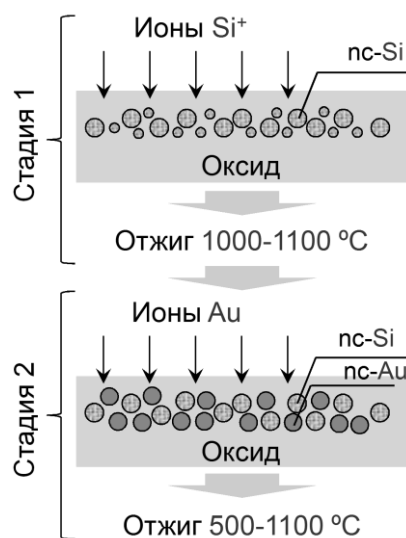 Ионы Si⁺
nc-Si
Стадия 1
Оксид
Отжиг 1000-1100 ºC
Ионы Au
nc-Si
nc-Au
Стадия 2
Оксид
Отжиг 500-1100 ºC